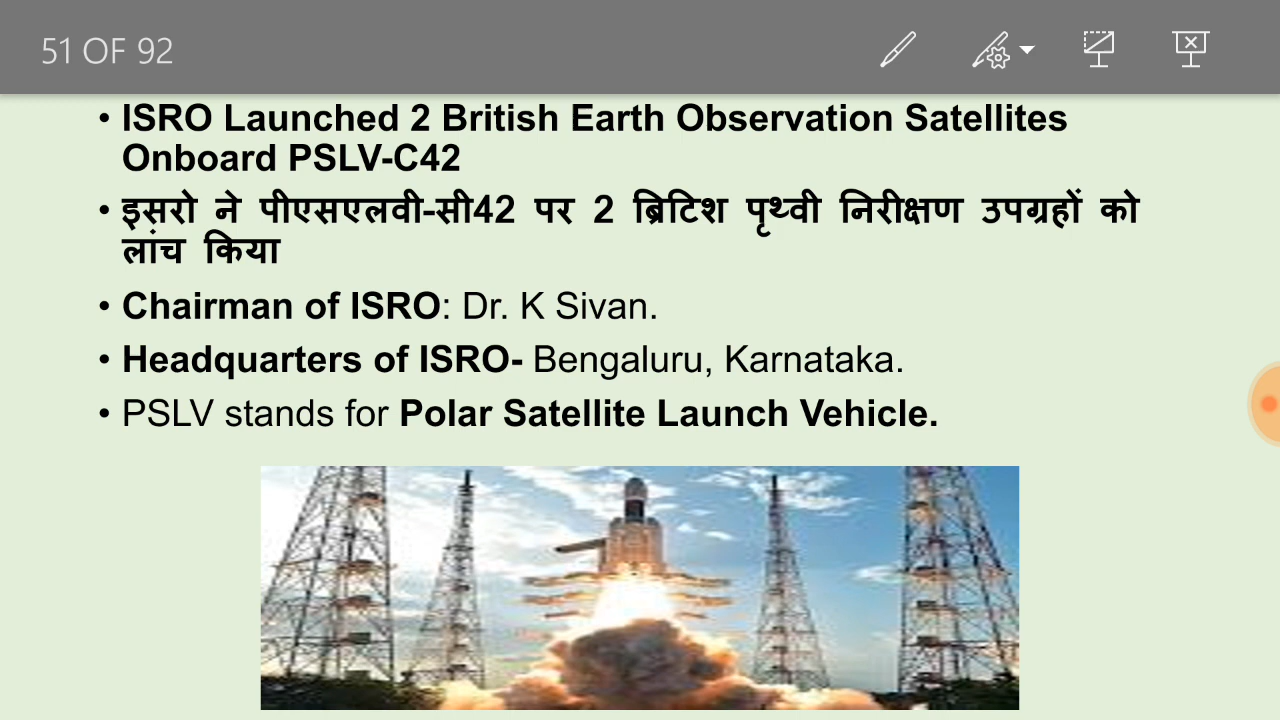 51 OF 92
• ISRO Launched 2 British Earth Observation Satellites
Onboard PSLV-C42
• इसरो ने पीएसएलवी-सी42 पर 2 ब्रिटिश पृथ्वी निरीक्षण उपग्रहों को
लांच किया
• Chairman of ISRO: Dr. K Sivan.
• Headquarters of ISRO- Bengaluru, Karnataka.
• PSLV stands for Polar Satellite Launch Vehicle.